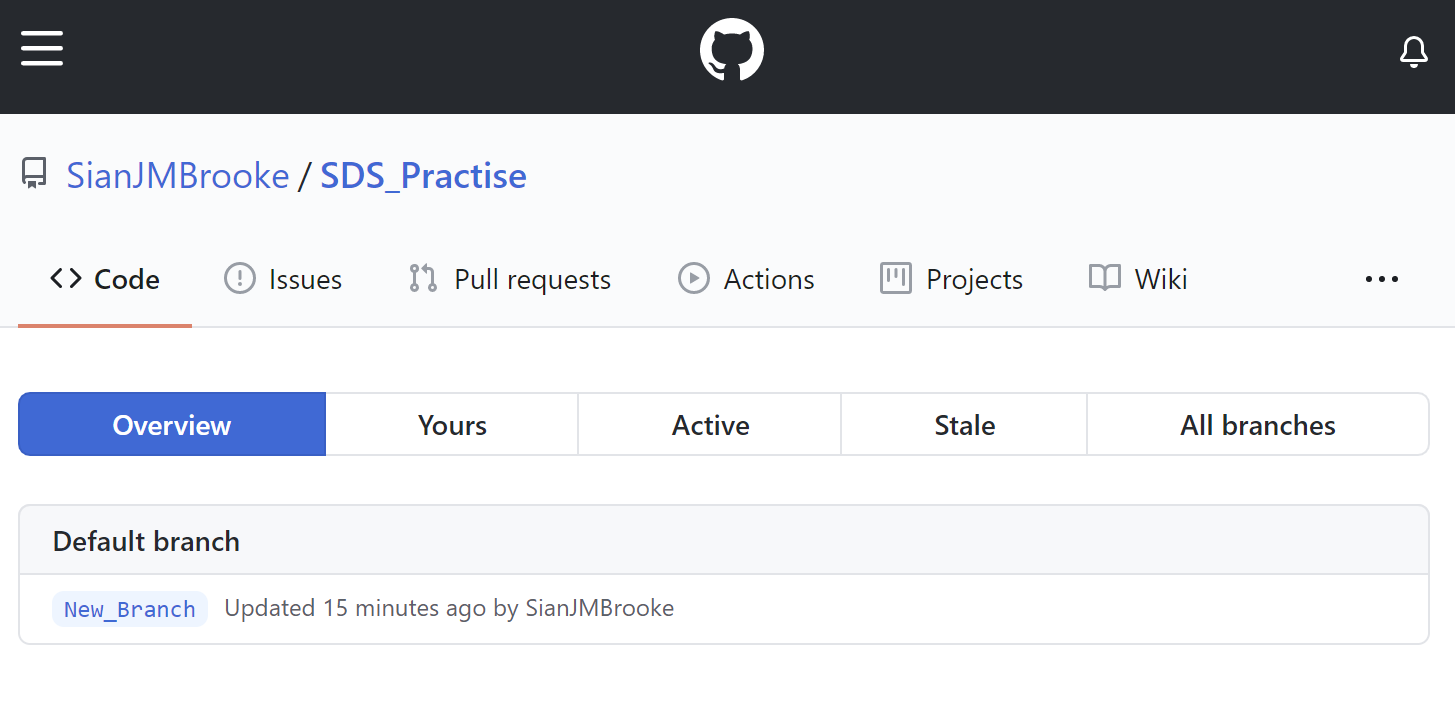 SianJMBrooke / SDS_Practise
Code Issues Pull requests Actions Projects Wiki
Overview Yours Active Stale All branches
Default branch
New_Branch Updated 15 minutes ago by SianJMBrooke